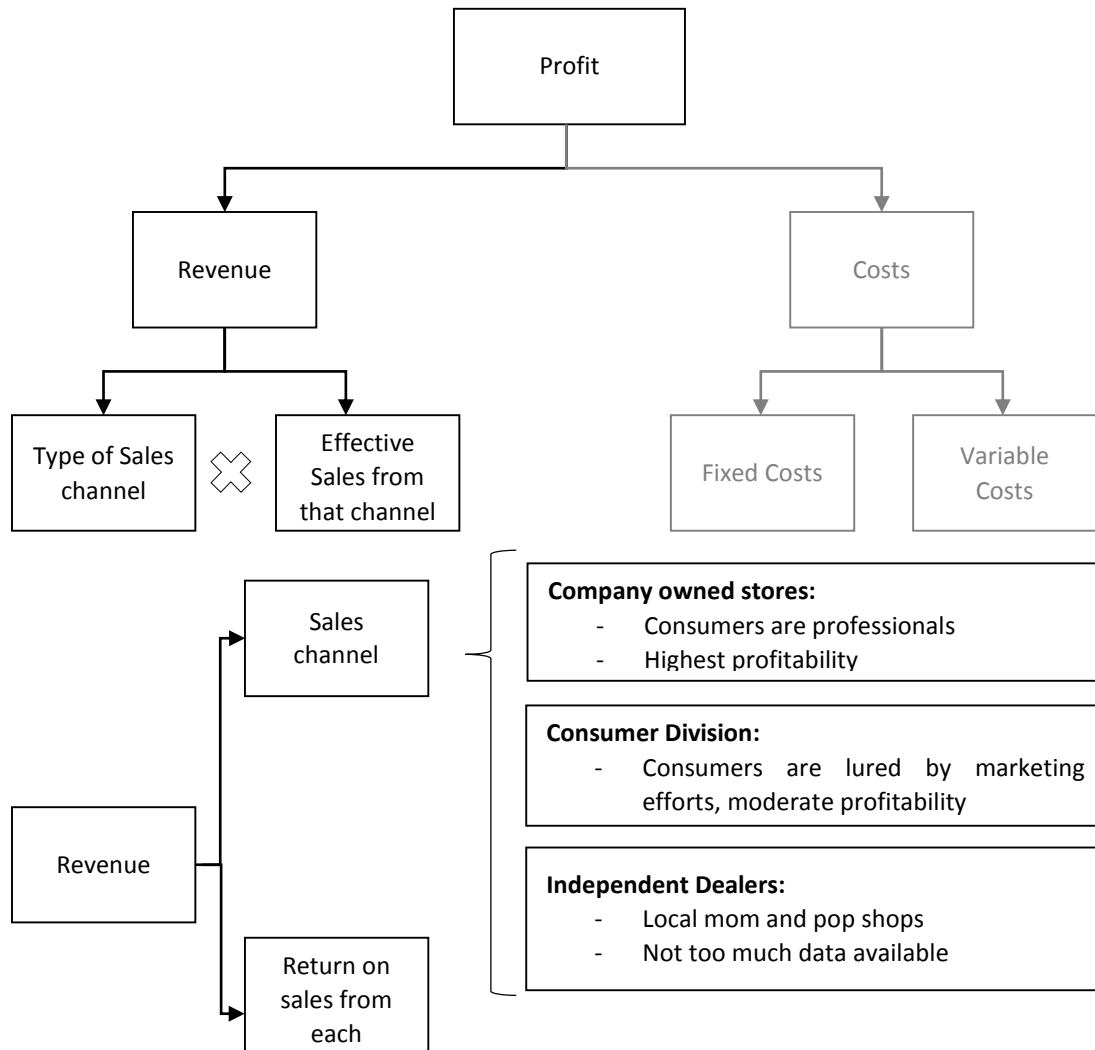 Profit
Revenue
Costs
Type of Sales
channel
Effective
Sales from
that channel
Fixed Costs
Variable
Costs
Sales
channel
Company owned stores:
- Consumers are professionals
- Highest profitability
Consumer Division:
- Consumers are lured by marketing
efforts, moderate profitability
Revenue
Independent Dealers:
- Local mom and pop shops
- Not too much data available
Return on
sales from
each